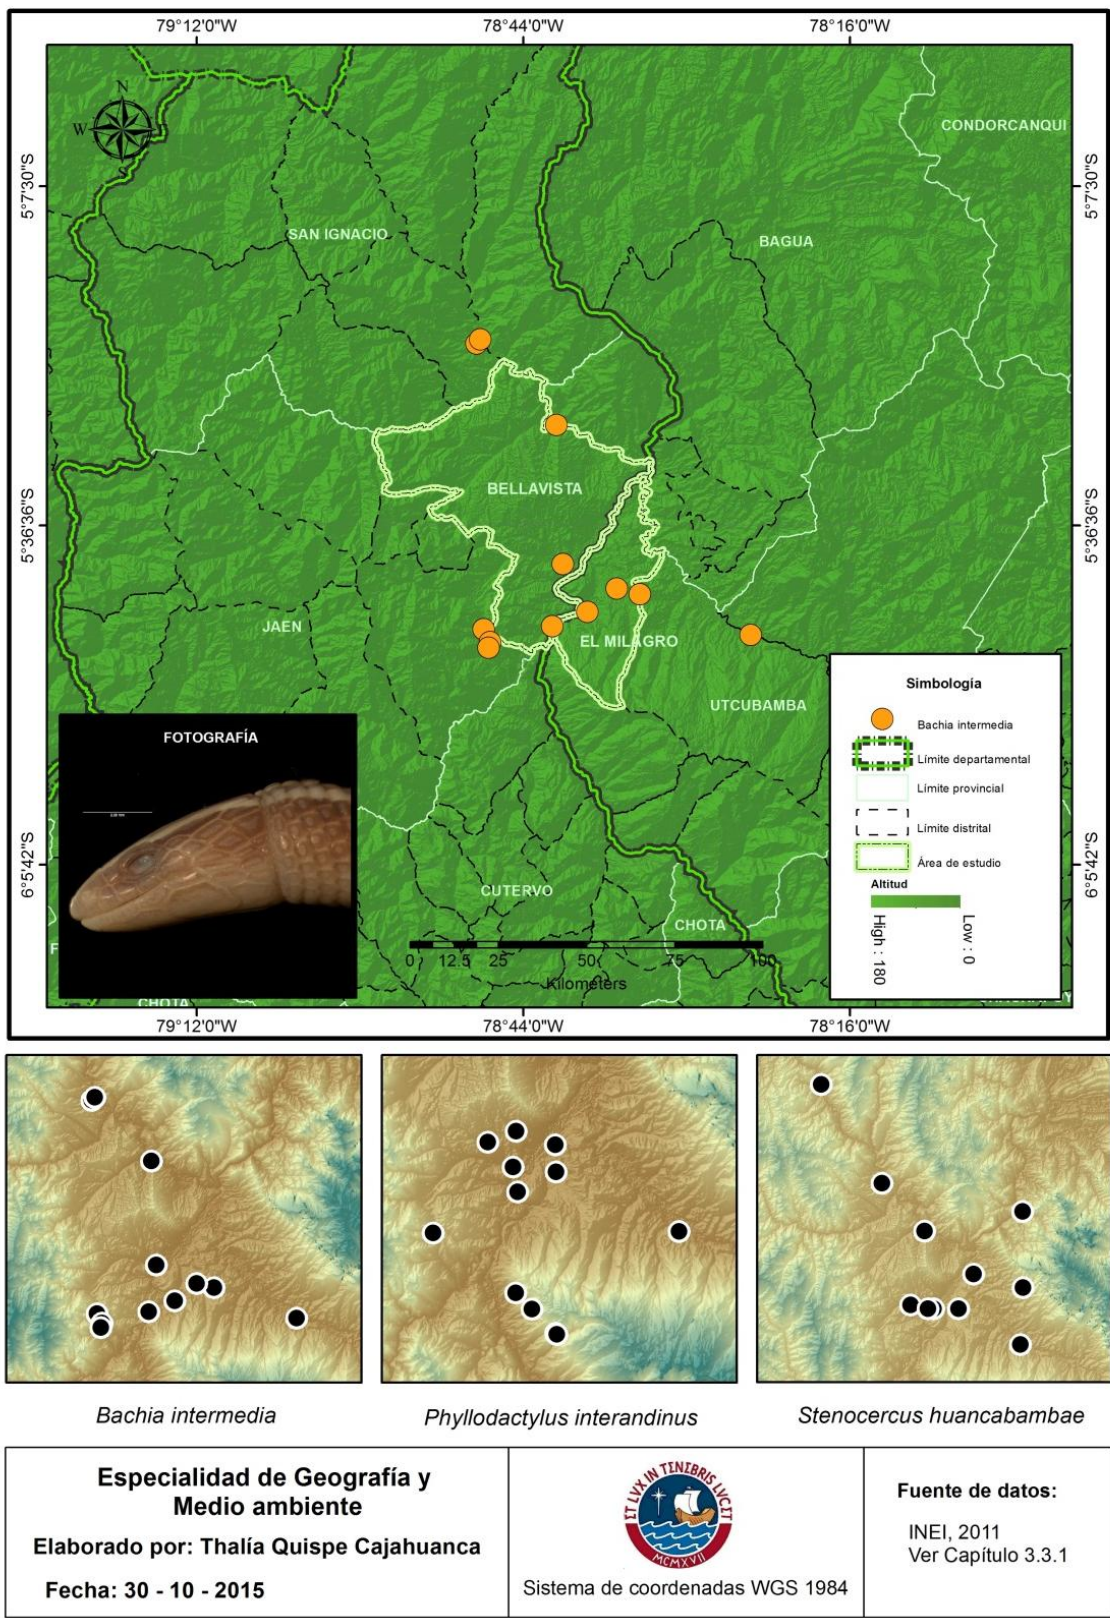 79°12'0"W
78°44'0"W
78°16'0"W
N
W
CONDORCANQUI
5°7'30"S
5°7'30"S
SAN IGNACIO
BAGUA
BELLAVISTA
5°36'36"S
5°36'36"S
JAEN
EL MILAGRO
UTCUBAMBA
Simbología
Bachia intermedia
Límite departamental
Límite provincial
Límite distrital
Área de estudio
Altitud
High : 180
Low : 0
FOTOGRAFÍA
6°5'42"S
6°5'42"S
CUTERVO
CHOTA
0 12.5 25 50 75 100
Kilometers
CHOTA
79°12'0"W
78°44'0"W
78°16'0"W
Bachia intermedia
Phyllodactylus interandinus
Stenocercus huancabambae
Especialidad de Geografía y
Medio ambiente
Elaborado por: Thalía Quispe Cajahuanca
Fecha: 30 - 10 - 2015
ET LVX IN TENEBRIS LVCET
MCMXVII
Sistema de coordenadas WGS 1984
Fuente de datos:
INEI, 2011
Ver Capítulo 3.3.1